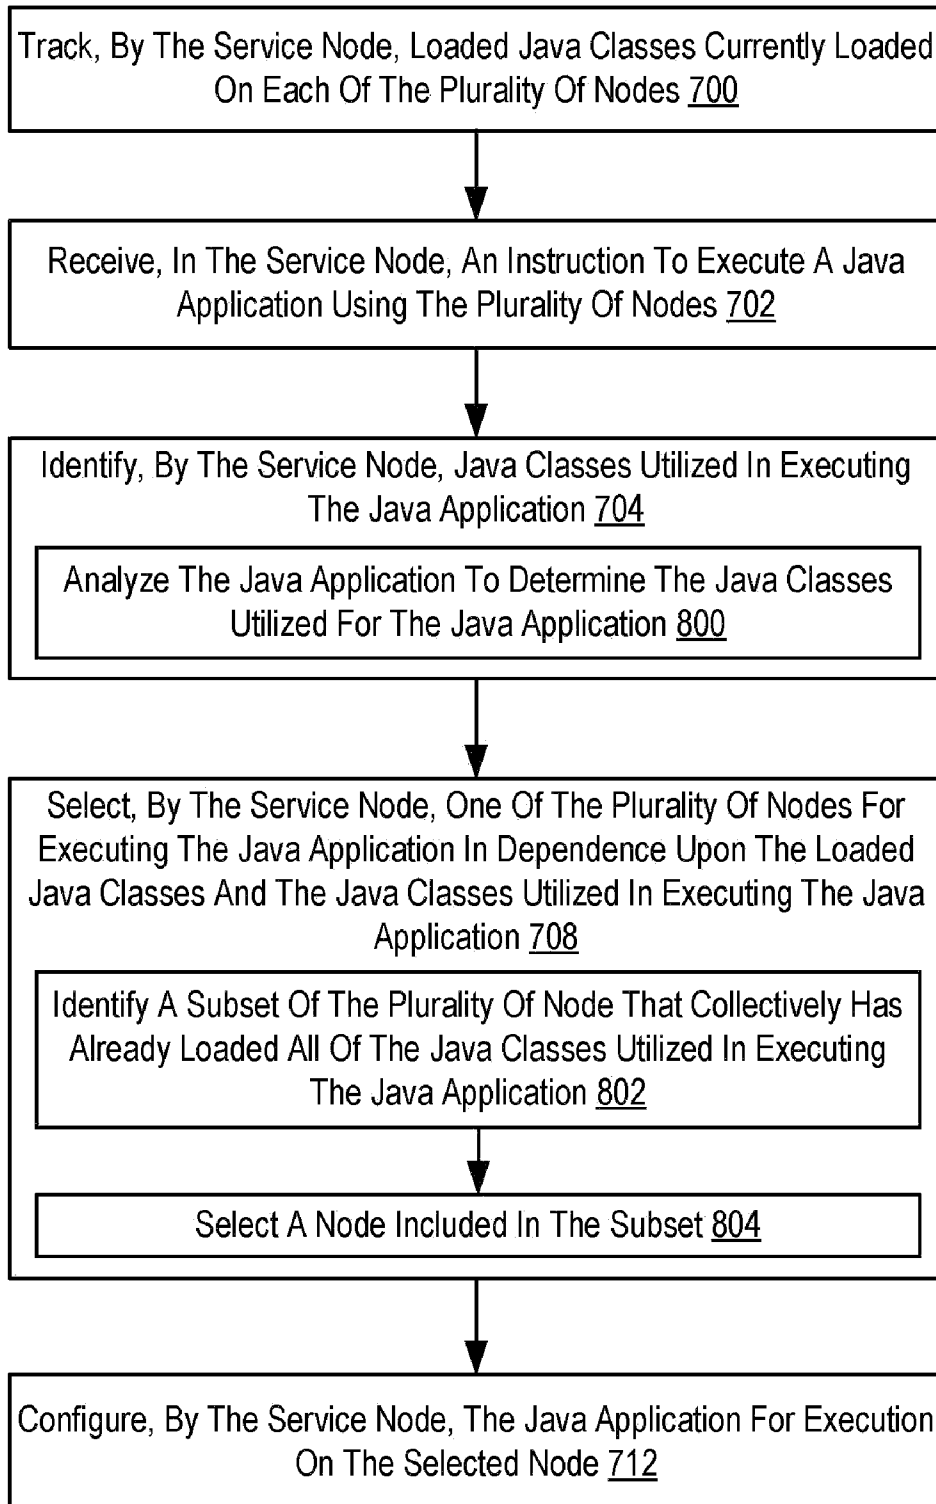 Track, By The Service Node, Loaded Java Classes Currently Loaded
On Each Of The Plurality Of Nodes 700
Receive, In The Service Node, An Instruction To Execute A Java
Application Using The Plurality Of Nodes 702
Identify, By The Service Node, Java Classes Utilized In Executing
The Java Application 704
Analyze The Java Application To Determine The Java Classes
Utilized For The Java Application 800
Select, By The Service Node, One Of The Plurality Of Nodes For
Executing The Java Application In Dependence Upon The Loaded
Java Classes And The Java Classes Utilized In Executing The Java
Application 708
Identify A Subset Of The Plurality Of Node That Collectively Has
Already Loaded All Of The Java Classes Utilized In Executing
The Java Application 802
Select A Node Included In The Subset 804
Configure, By The Service Node, The Java Application For Execution
On The Selected Node 712